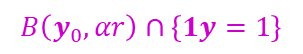 B(𝒚₀, αr) ∩ {𝟏𝒚 = 1}